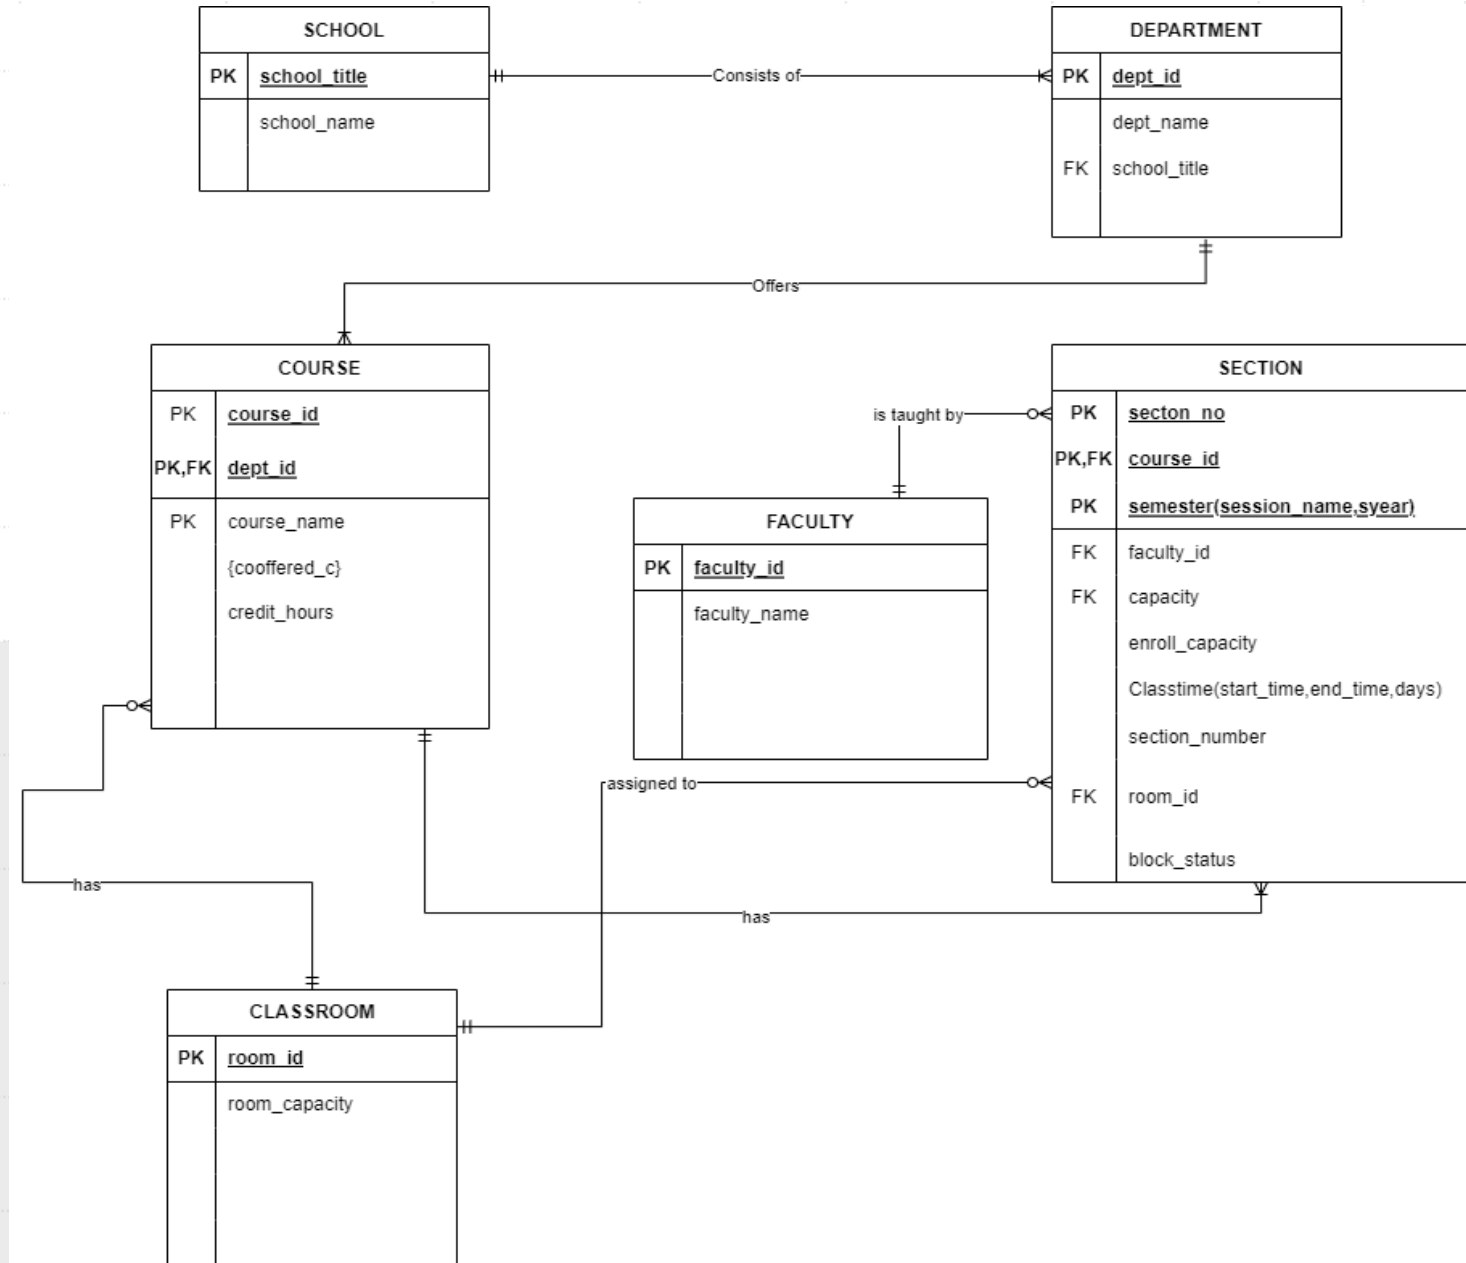 SCHOOL
PK school_title
school_name
Consists of
DEPARTMENT
PK dept_id
dept_name
FK school_title
Offers
COURSE
PK course_id
PK,FK dept_id
PK course_name
{cooffered_c}
credit_hours
is taught by
FACULTY
PK faculty_id
faculty_name
SECTION
PK secton_no
PK,FK course_id
PK semester(session_name,syear)
FK faculty_id
FK capacity
enroll_capacity
Classtime(start_time,end_time,days)
section_number
FK room_id
block_status
assigned to
has
has
CLASSROOM
PK room_id
room_capacity